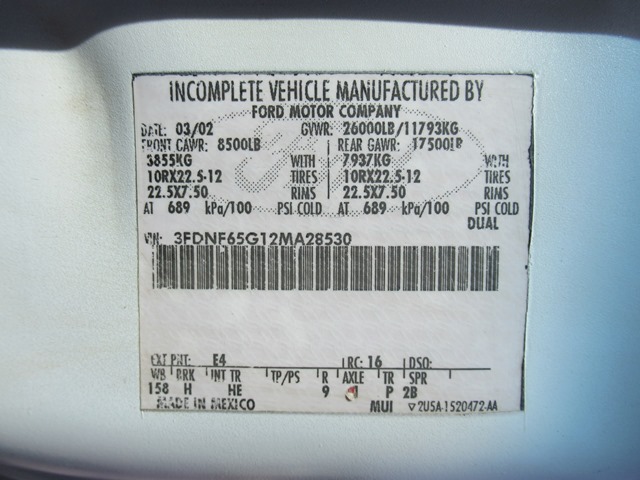 INCOMPLETE VEHICLE MANUFACTURED BY
FORD MOTOR COMPANY
DATE: 03/02 GVWR: 26000LB/11793KG
FRONT GAWR: 8500LB REAR GAWR: 17500LB
3855KG WITH 7937KG WITH
10RX22.5-12 TIRES 10RX22.5-12 TIRES
22.5X7.50 RIMS 22.5X7.50 RIMS
AT 689 kPa/100 PSI COLD AT 689 kPa/100 PSI COLD
DUAL
VIN: 3FDNF65G12MA28530
EXT PNT: E4 RC: 16 DSO:
WB BRK INT TR TP/PS R AXLE TR SPR
158 H HE 9 P 2B
MADE IN MEXICO MUI ▽2U5A-1520472-AA